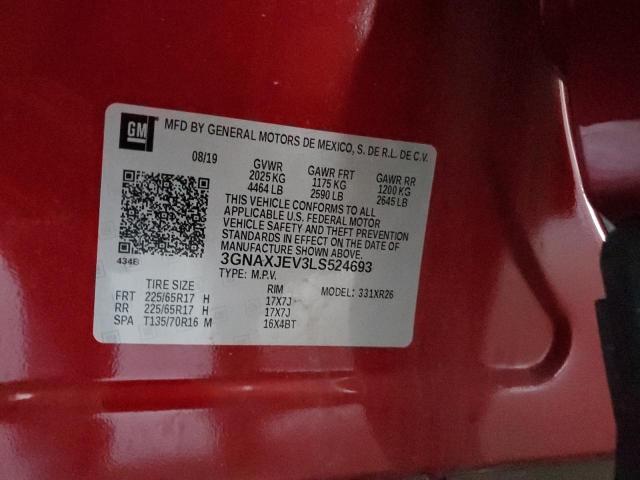 GM
MFD BY GENERAL MOTORS DE MEXICO, S. DE R.L. DE C.V.
08/19 GVWR GAWR FRT GAWR RR
2025 KG 1175 KG 1200 KG
4464 LB 2590 LB 2645 LB
THIS VEHICLE CONFORMS TO ALL
APPLICABLE U.S. FEDERAL MOTOR
VEHICLE SAFETY AND THEFT PREVENTION
STANDARDS IN EFFECT ON THE DATE OF
MANUFACTURE SHOWN ABOVE.
434B 3GNAXJEV3LS524693
TYPE: M.P.V.
TIRE SIZE RIM MODEL: 331XR26
FRT 225/65R17 H 17X7J
RR 225/65R17 H 17X7J
SPA T135/70R16 M 16X4BT